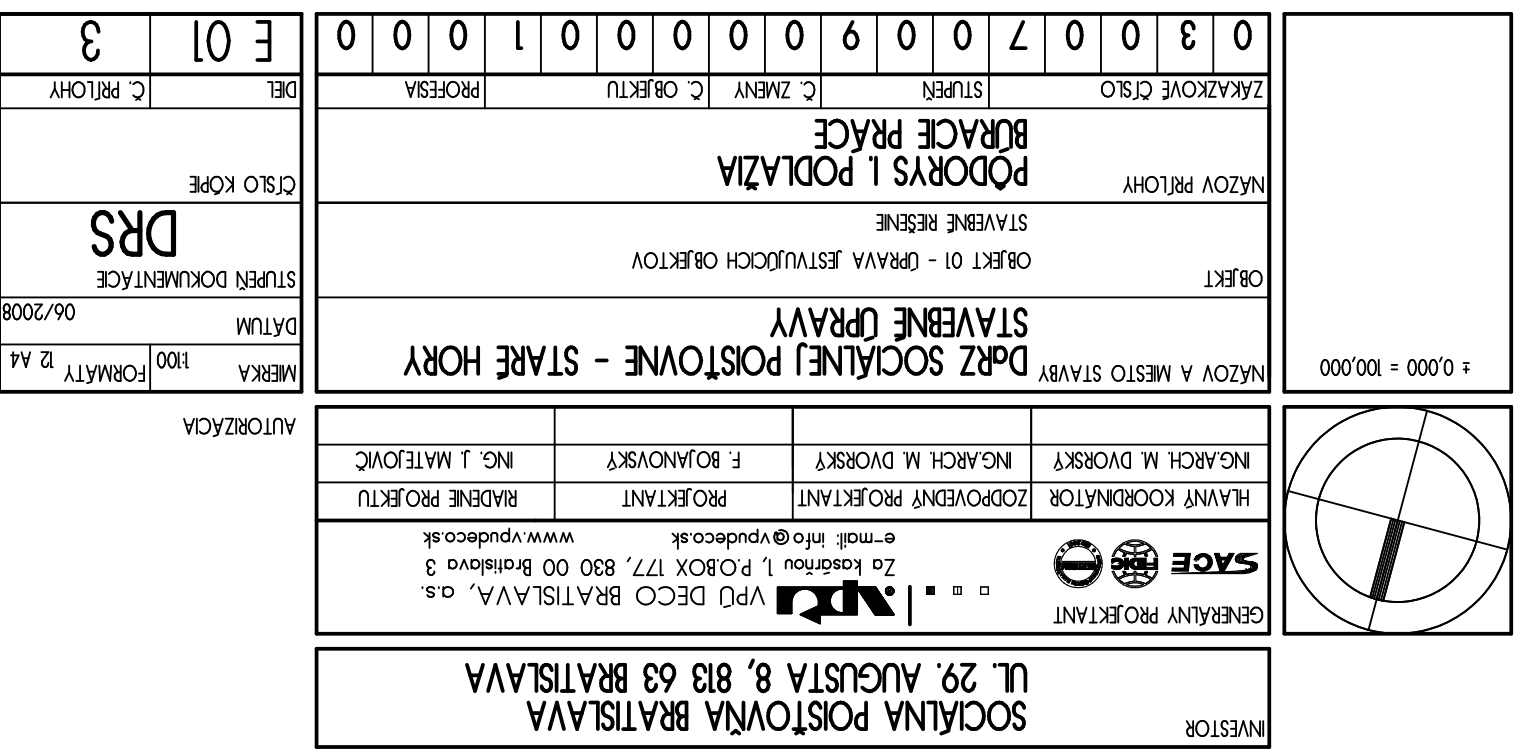 INVESTOR
SOCIÁLNA POISŤOVŇA BRATISLAVA
UL. 29. AUGUSTA 8, 813 63 BRATISLAVA
GENERÁLNY PROJEKTANT
SACE FIDIC
vpú
VPÚ DECO BRATISLAVA, a.s.
Za kasárňou 1, P.O.BOX 177, 830 00 Bratislava 3
e-mail: info@vpudeco.sk www.vpudeco.sk
HLAVNÝ KOORDINÁTOR ZODPOVEDNÝ PROJEKTANT PROJEKTANT RIADENIE PROJEKTU
ING.ARCH. M. DVORSKÝ ING.ARCH. M. DVORSKÝ F. BOJANOVSKÝ ING. J. MATEJOVIČ
AUTORIZÁCIA
± 0,000 = 100,000
NÁZOV A MIESTO STAVBY
DaRZ SOCIÁLNEJ POISŤOVNE - STARÉ HORY
STAVEBNÉ ÚPRAVY
OBJEKT
OBJEKT 01 - ÚPRAVA JESTVUJÚCICH OBJEKTOV
STAVEBNÉ RIEŠENIE
NÁZOV PRÍLOHY
PÔDORYS 1. PODLAŽIA
BÚRACIE PRÁCE
ZÁKAZKOVÉ ČÍSLO STUPEŇ Č. ZMENY Č. OBJEKTU PROFESIA
0 3 0 0 7 0 0 9 0 0 0 0 0 1 0 0 0
MIERKA 1:100 FORMÁTY 12 A4
DÁTUM 06/2008
STUPEŇ DOKUMENTÁCIE
DRS
ČÍSLO KÓPIE
DIEL Č. PRÍLOHY
E 01 3